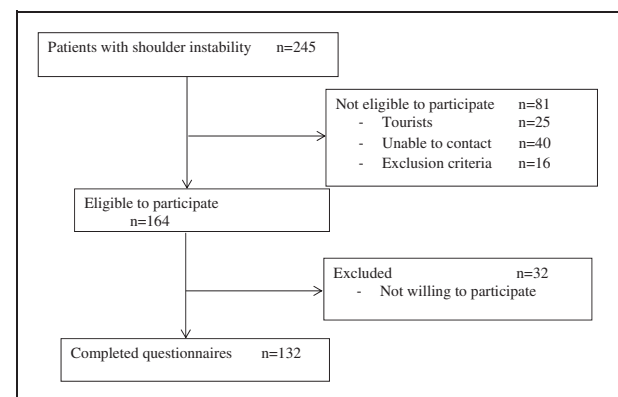 Patients with shoulder instability n=245
Not eligible to participate n=81
- Tourists n=25
- Unable to contact n=40
- Exclusion criteria n=16
Eligible to participate
n=164
Excluded n=32
- Not willing to participate
Completed questionnaires n=132